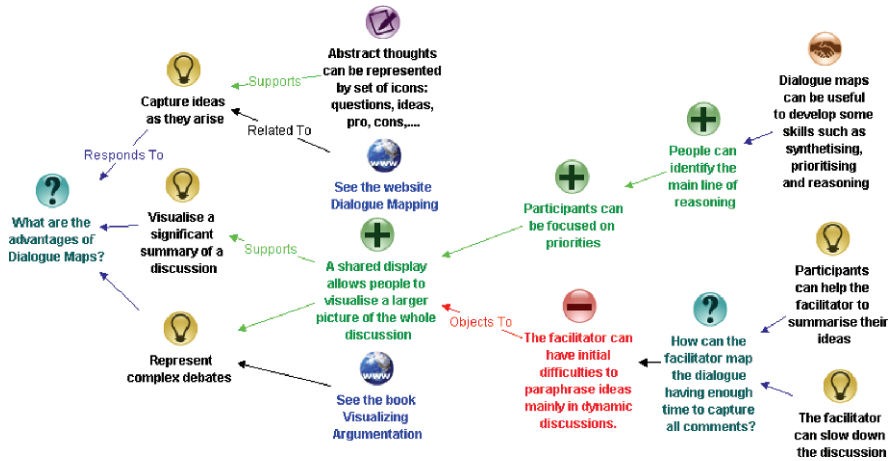 Abstract thoughts
can be represented
by set of icons:
questions, ideas,
pro, cons,....
Supports
Capture ideas
as they arise
Related To
Responds To
www
See the website
Dialogue Mapping
Dialogue maps
can be useful
to develop some
skills such as
synthetising,
prioritising
and reasoning
People can
identify the
main line of
reasoning
Participants can
be focused on
priorities
What are the
advantages of
Dialogue Maps?
Visualise a
significant
summary of a
discussion
Supports
A shared display
allows people to
visualise a larger
picture of the whole
discussion
Objects To
Represent
complex debates
www
See the book
Visualizing
Argumentation
The facilitator can
have initial
difficulties to
paraphrase ideas
mainly in dynamic
discussions.
How can the
facilitator map
the dialogue
having enough
time to capture
all comments?
Participants
can help the
facilitator to
summarise their
ideas
The facilitator
can slow down
the discussion